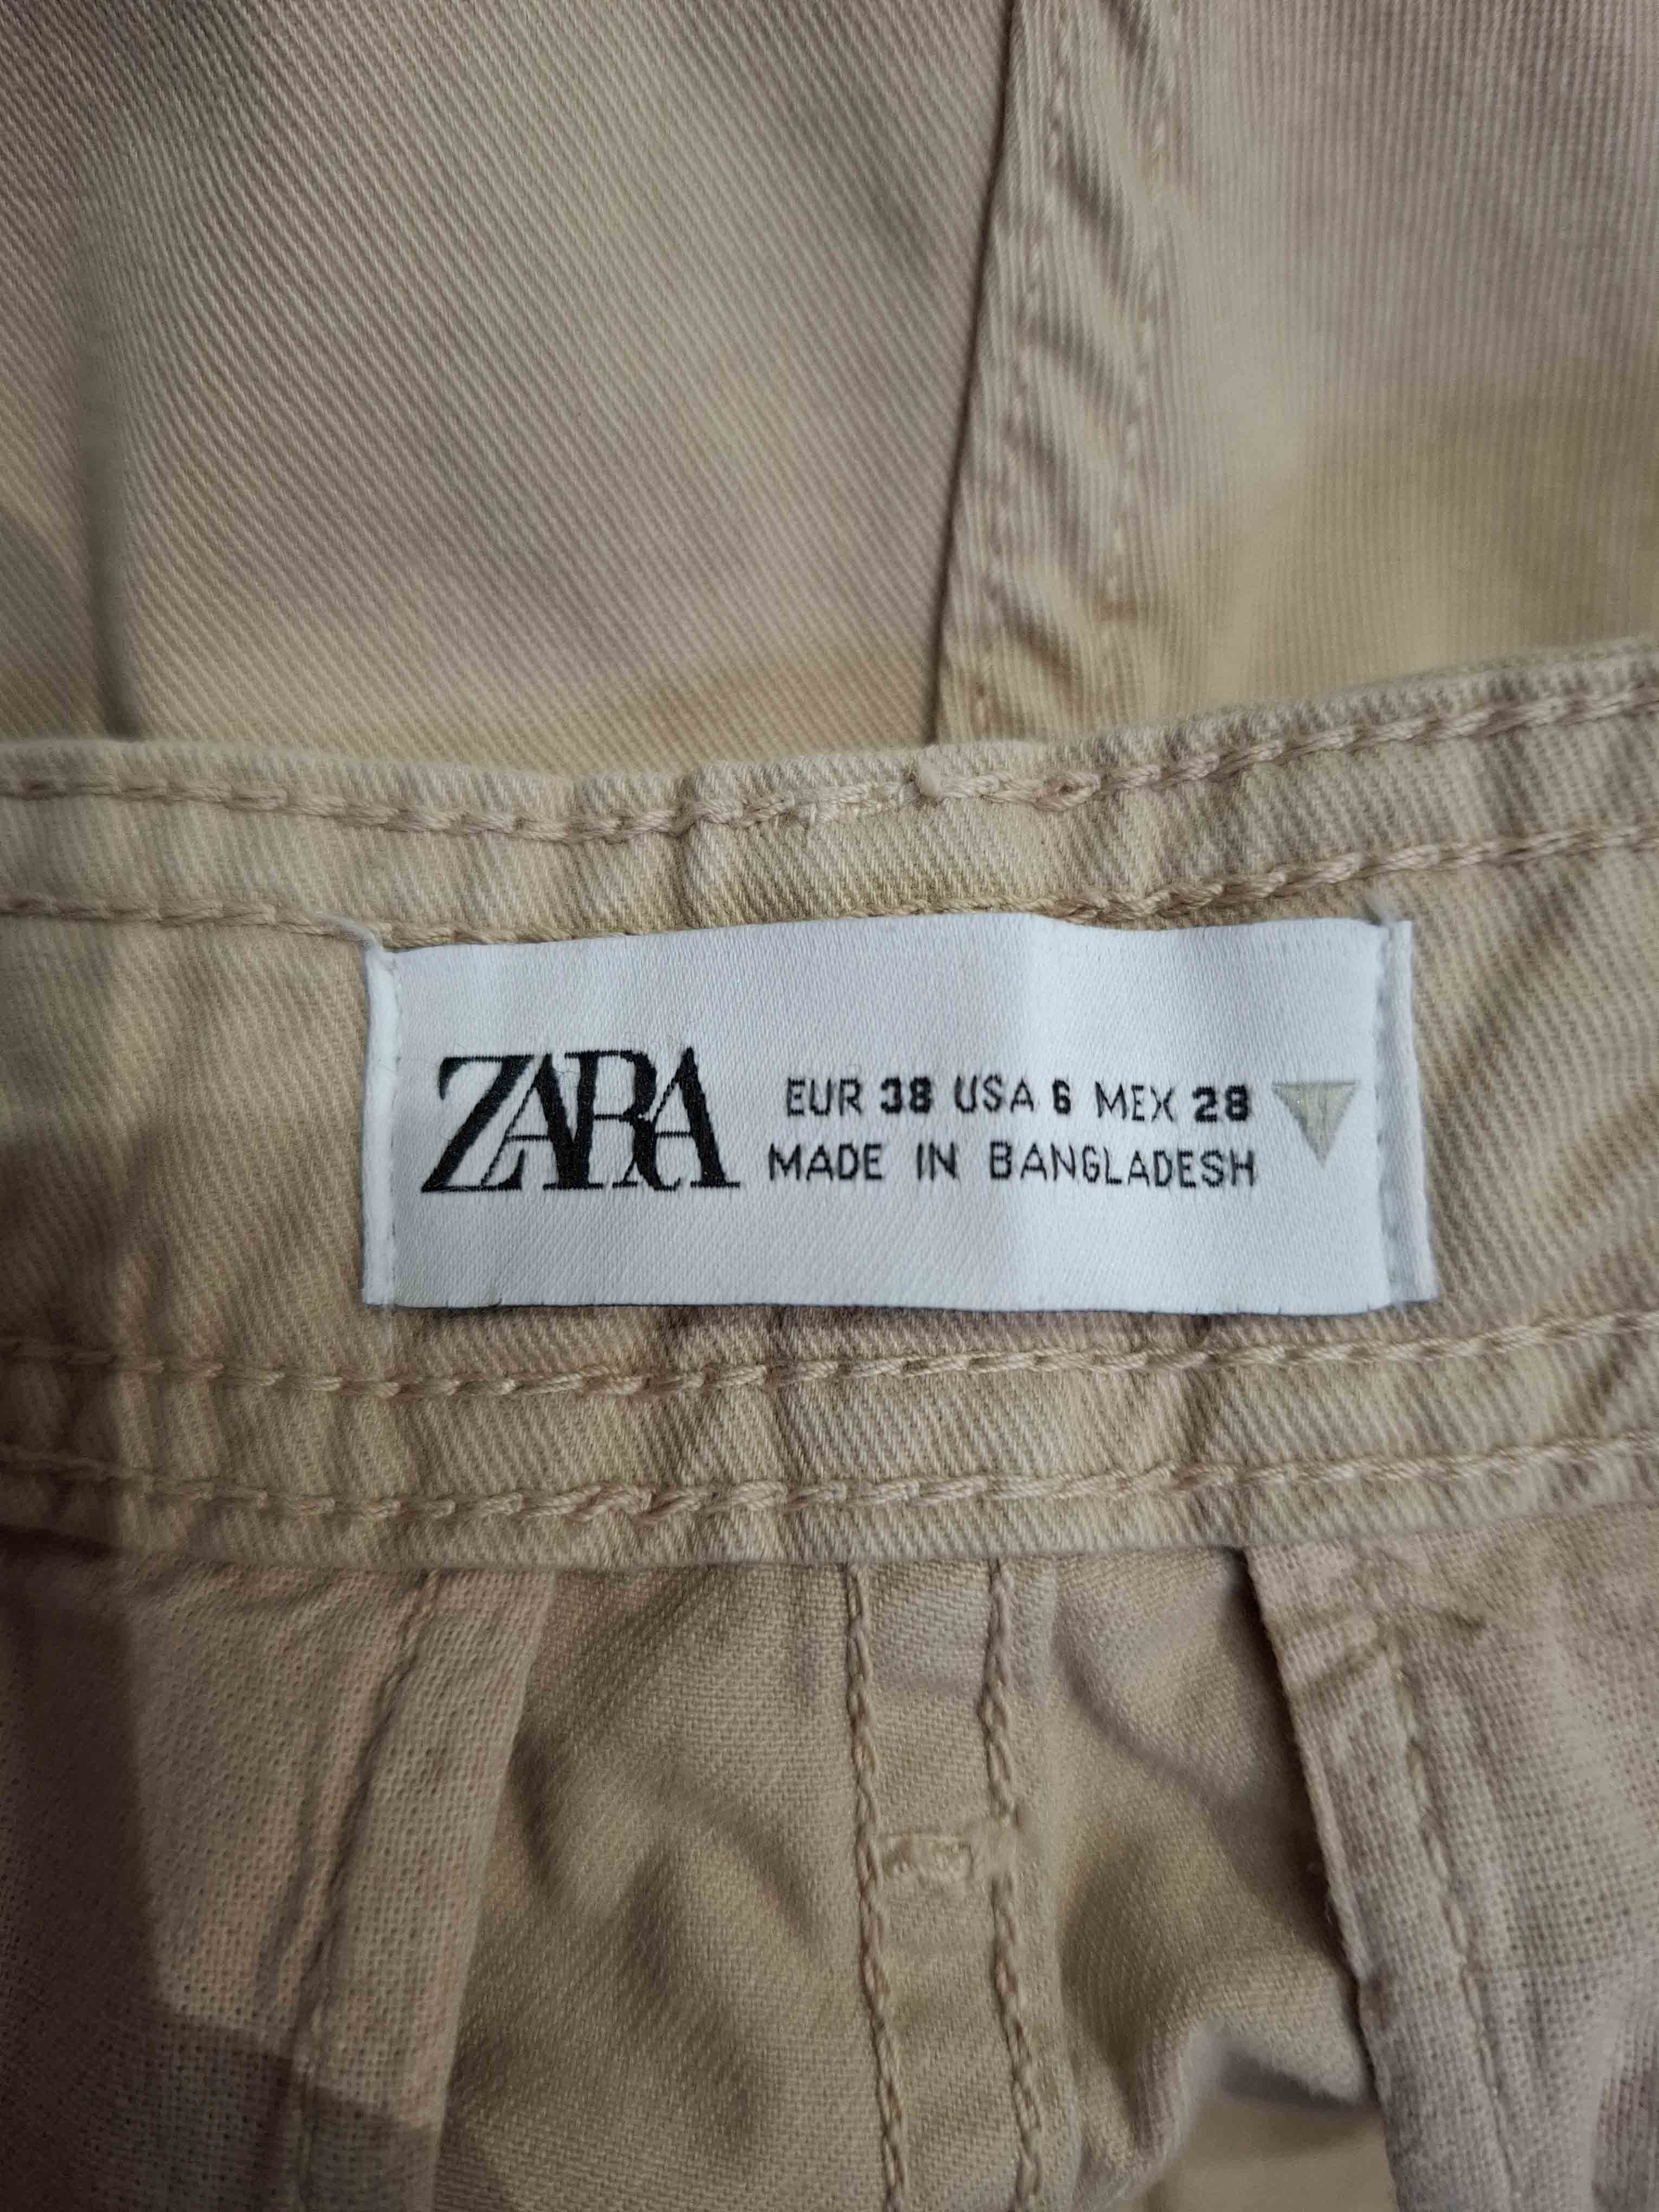 ZARA
EUR 38 USA 6 MEX 28
MADE IN BANGLADESH